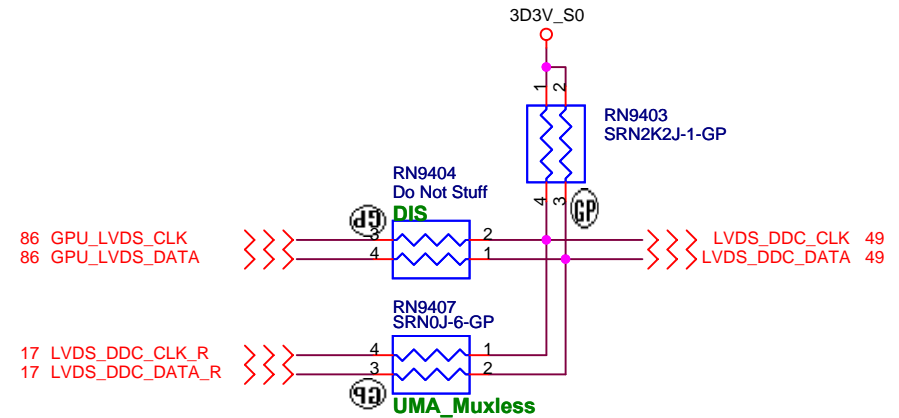 3D3V_S0
1 2
RN9403
SRN2K2J-1-GP
4 3
GP
RN9404
Do Not Stuff
DIS
GP
86 GPU_LVDS_CLK 3 2 LVDS_DDC_CLK 49
86 GPU_LVDS_DATA 4 1 LVDS_DDC_DATA 49
RN9407
SRN0J-6-GP
17 LVDS_DDC_CLK_R 4 1
17 LVDS_DDC_DATA_R 3 2
GP
UMA_Muxless